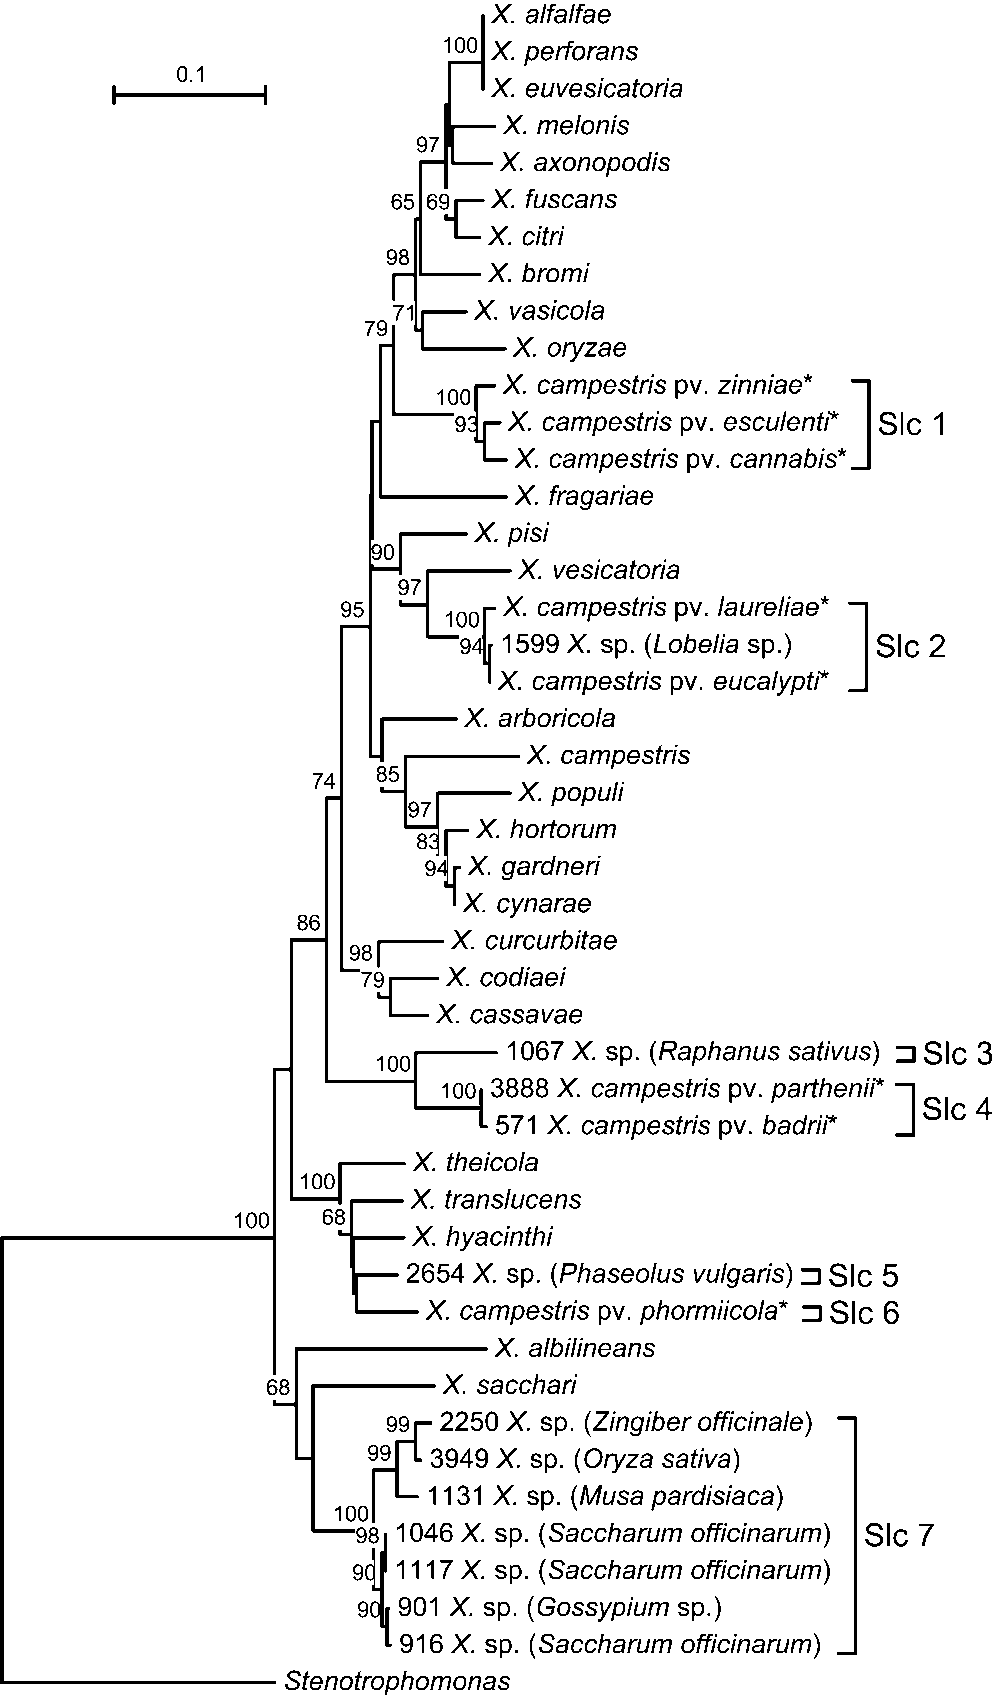 X. alfalfae
0.1
100
X. perforans
X. euvesicatoria
X. melonis
97
X. axonopodis
65
69
X. fuscans
X. citri
98
X. bromi
71
X. vasicola
79
X. oryzae
X. campestris pv. zinniae*
100
93
X. campestris pv. esculenti*
Slc 1
X. campestris pv. cannabis*
X. fragariae
X. pisi
90
X. vesicatoria
97
95
X. campestris pv. laureliae*
100
94
1599 X. sp. (Lobelia sp.)
Slc 2
X. campestris pv. eucalypti*
X. arboricola
X. campestris
85
74
X. populi
97
X. hortorum
83
94
X. gardneri
X. cynarae
86
X. curcurbitae
98
79
X. codiaei
X. cassavae
1067 X. sp. (Raphanus sativus)
Slc 3
100
100
3888 X. campestris pv. parthenii*
Slc 4
571 X. campestris pv. badrii*
X. theicola
100
X. translucens
68
100
X. hyacinthi
2654 X. sp. (Phaseolus vulgaris)
Slc 5
X. campestris pv. phormiicola*
Slc 6
X. albilineans
68
X. sacchari
99
2250 X. sp. (Zingiber officinale)
99
3949 X. sp. (Oryza sativa)
1131 X. sp. (Musa pardisiaca)
100
98
1046 X. sp. (Saccharum officinarum)
Slc 7
90
1117 X. sp. (Saccharum officinarum)
90
901 X. sp. (Gossypium sp.)
916 X. sp. (Saccharum officinarum)
Stenotrophomonas